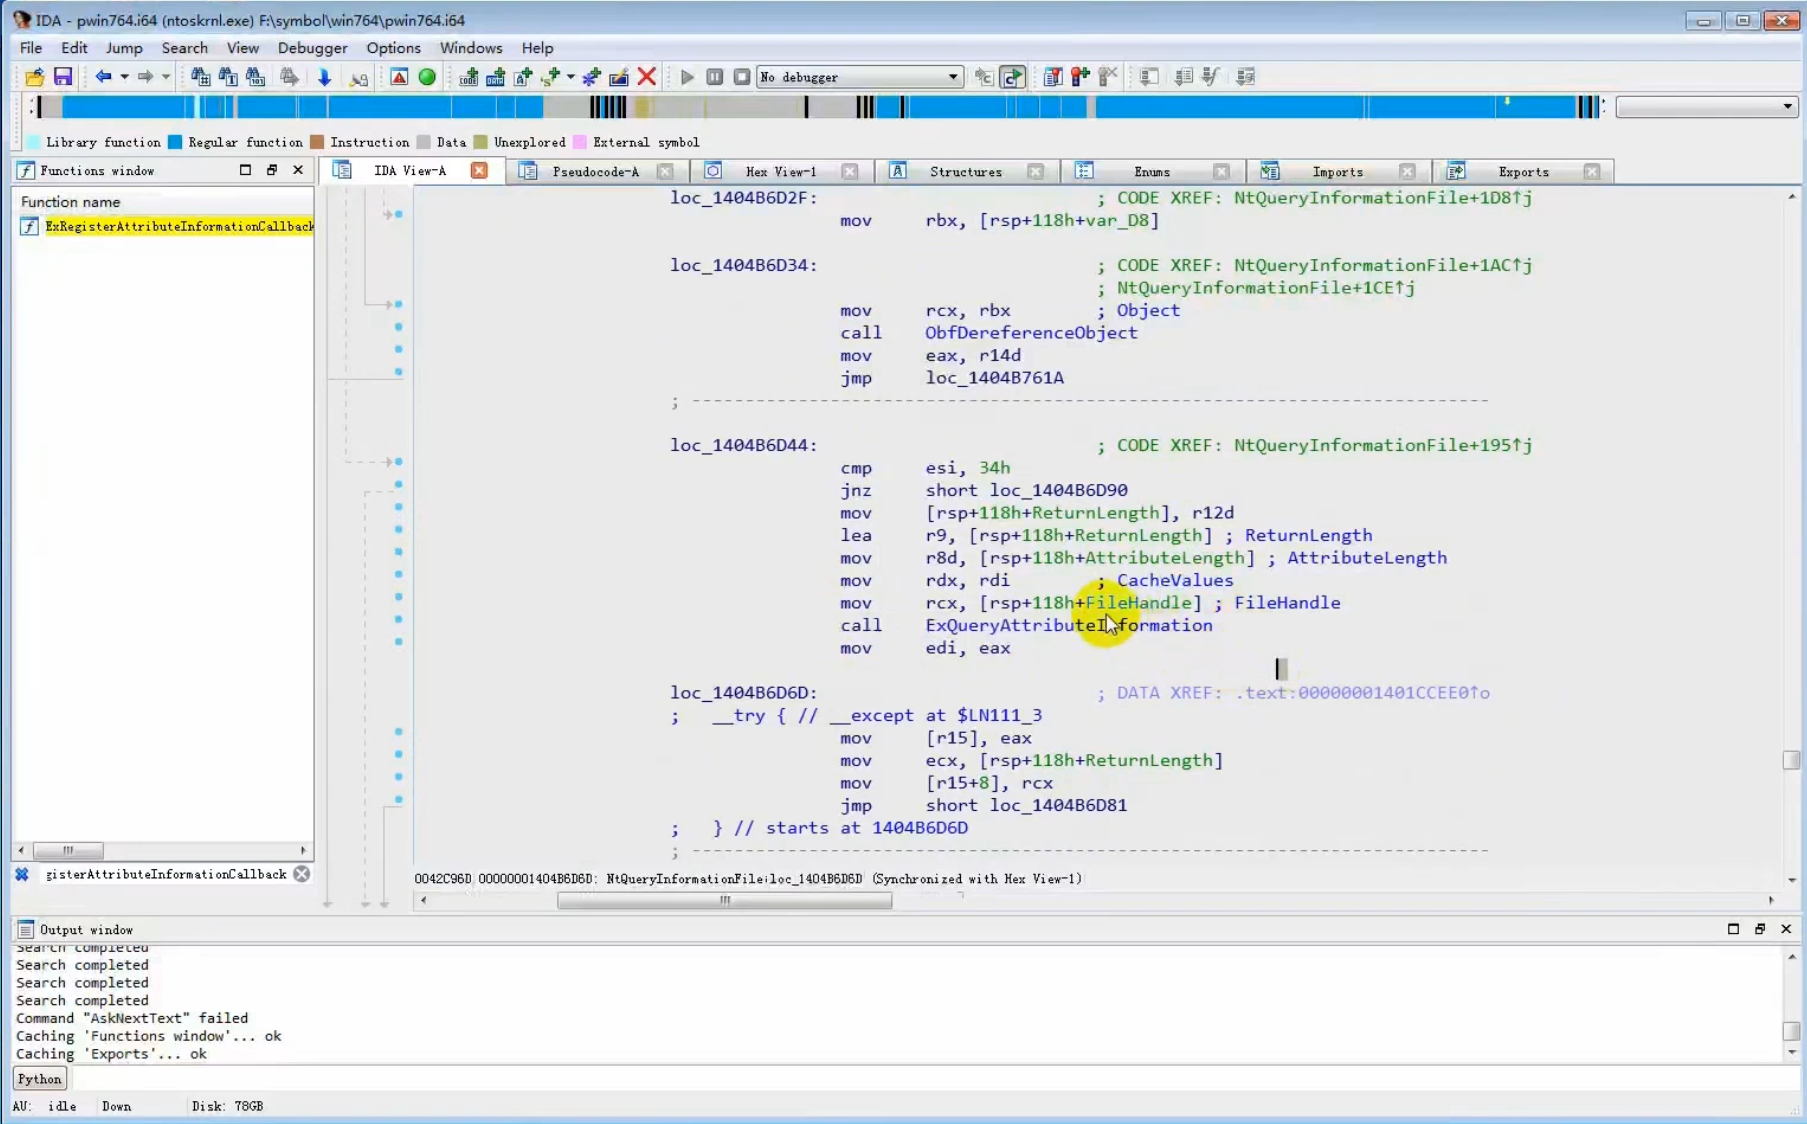 IDA - pwin764.i64 (ntoskrnl.exe) F:\symbol\win764\pwin764.i64
File Edit Jump Search View Debugger Options Windows Help
No debugger
Library function Regular function Instruction Data Unexplored External symbol
Functions window
IDA View-A Pseudocode-A Hex View-1 Structures Enums Imports Exports
Function name
ExRegisterAttributeInformationCallback
loc_1404B6D2F: ; CODE XREF: NtQueryInformationFile+1D8↑j
mov rbx, [rsp+118h+var_D8]
loc_1404B6D34: ; CODE XREF: NtQueryInformationFile+1AC↑j
; NtQueryInformationFile+1CE↑j
mov rcx, rbx ; Object
call ObfDereferenceObject
mov eax, r14d
jmp loc_1404B761A
; ---------------------------------------------------------------------------
loc_1404B6D44: ; CODE XREF: NtQueryInformationFile+195↑j
cmp esi, 34h
jnz short loc_1404B6D90
mov [rsp+118h+ReturnLength], r12d
lea r9, [rsp+118h+ReturnLength] ; ReturnLength
mov r8d, [rsp+118h+AttributeLength] ; AttributeLength
mov rdx, rdi ; CacheValues
mov rcx, [rsp+118h+FileHandle] ; FileHandle
call ExQueryAttributeInformation
mov edi, eax
loc_1404B6D6D: ; DATA XREF: .text:00000001401CCEE0↑o
; __try { // __except at $LN111_3
mov [r15], eax
mov ecx, [rsp+118h+ReturnLength]
mov [r15+8], rcx
jmp short loc_1404B6D81
; } // starts at 1404B6D6D
; ---------------------------------------------------------------------------
gisterAttributeInformationCallback
0042C96D 00000001404B6D6D: NtQueryInformationFile:loc_1404B6D6D (Synchronized with Hex View-1)
Output window
Search completed
Search completed
Search completed
Search completed
Command "AskNextText" failed
Caching 'Functions window'... ok
Caching 'Exports'... ok
Python
AU: idle Down Disk: 78GB